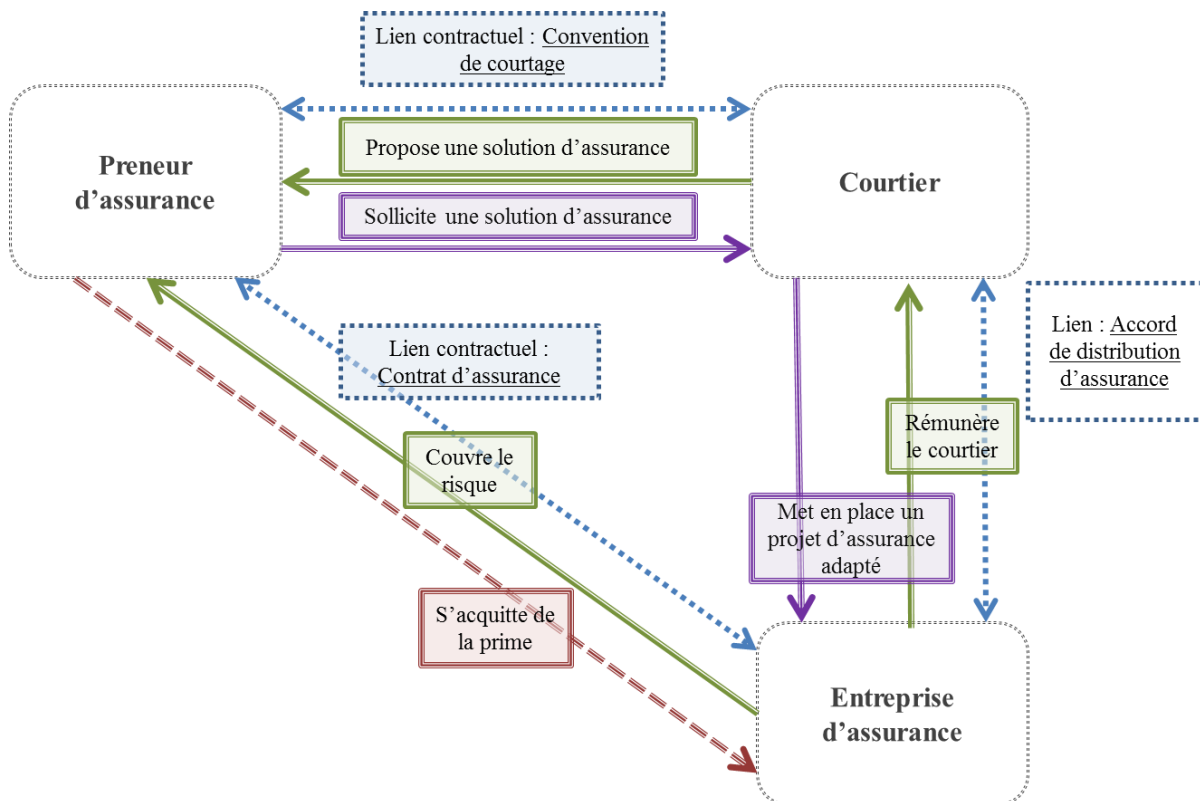 Lien contractuel : Convention
de courtage
Preneur
d’assurance
Propose une solution d’assurance
Courtier
Sollicite une solution d’assurance
Lien contractuel :
Contrat d’assurance
Lien : Accord
de distribution
d’assurance
Couvre le
risque
Rémunère
le courtier
Met en place un
projet d’assurance
adapté
S’acquitte de
la prime
Entreprise
d’assurance